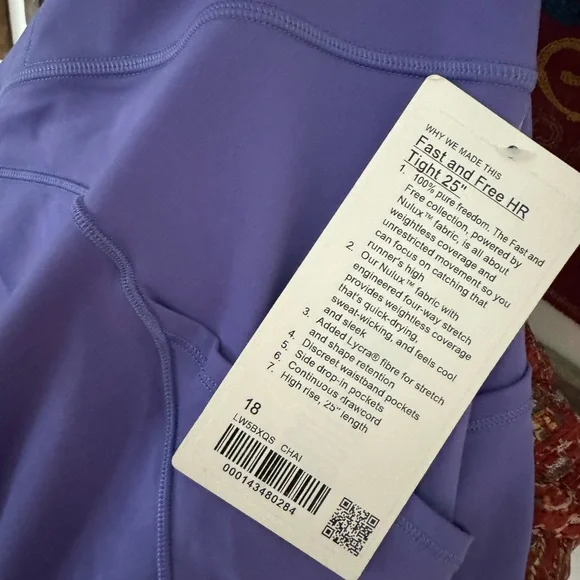 WHY WE MADE THIS
Fast and Free HR
Tight 25"
1. 100% pure freedom. The Fast and
Free collection, powered by
Nulux™ fabric, is all about
weightless coverage and
unrestricted movement so you
can focus on catching that
runner's high
2. Our Nulux™ fabric with
engineered four-way stretch
provides weightless coverage
that's quick-drying,
sweat-wicking, and feels cool
and sleek
3. Added Lycra® fibre for stretch
and shape retention
4. Discreet waistband pockets
5. Side drop-in pockets
6. Continuous drawcord
7. High rise, 25" length
18
LW5BXQS CHAI
000143480284